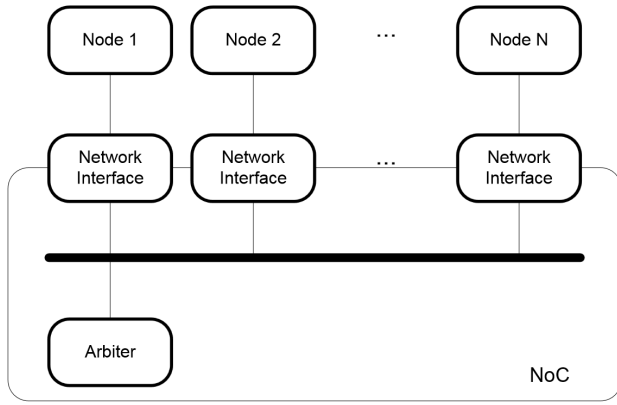 Node 1
Node 2
...
Node N
Network
Interface
Network
Interface
...
Network
Interface
Arbiter
NoC